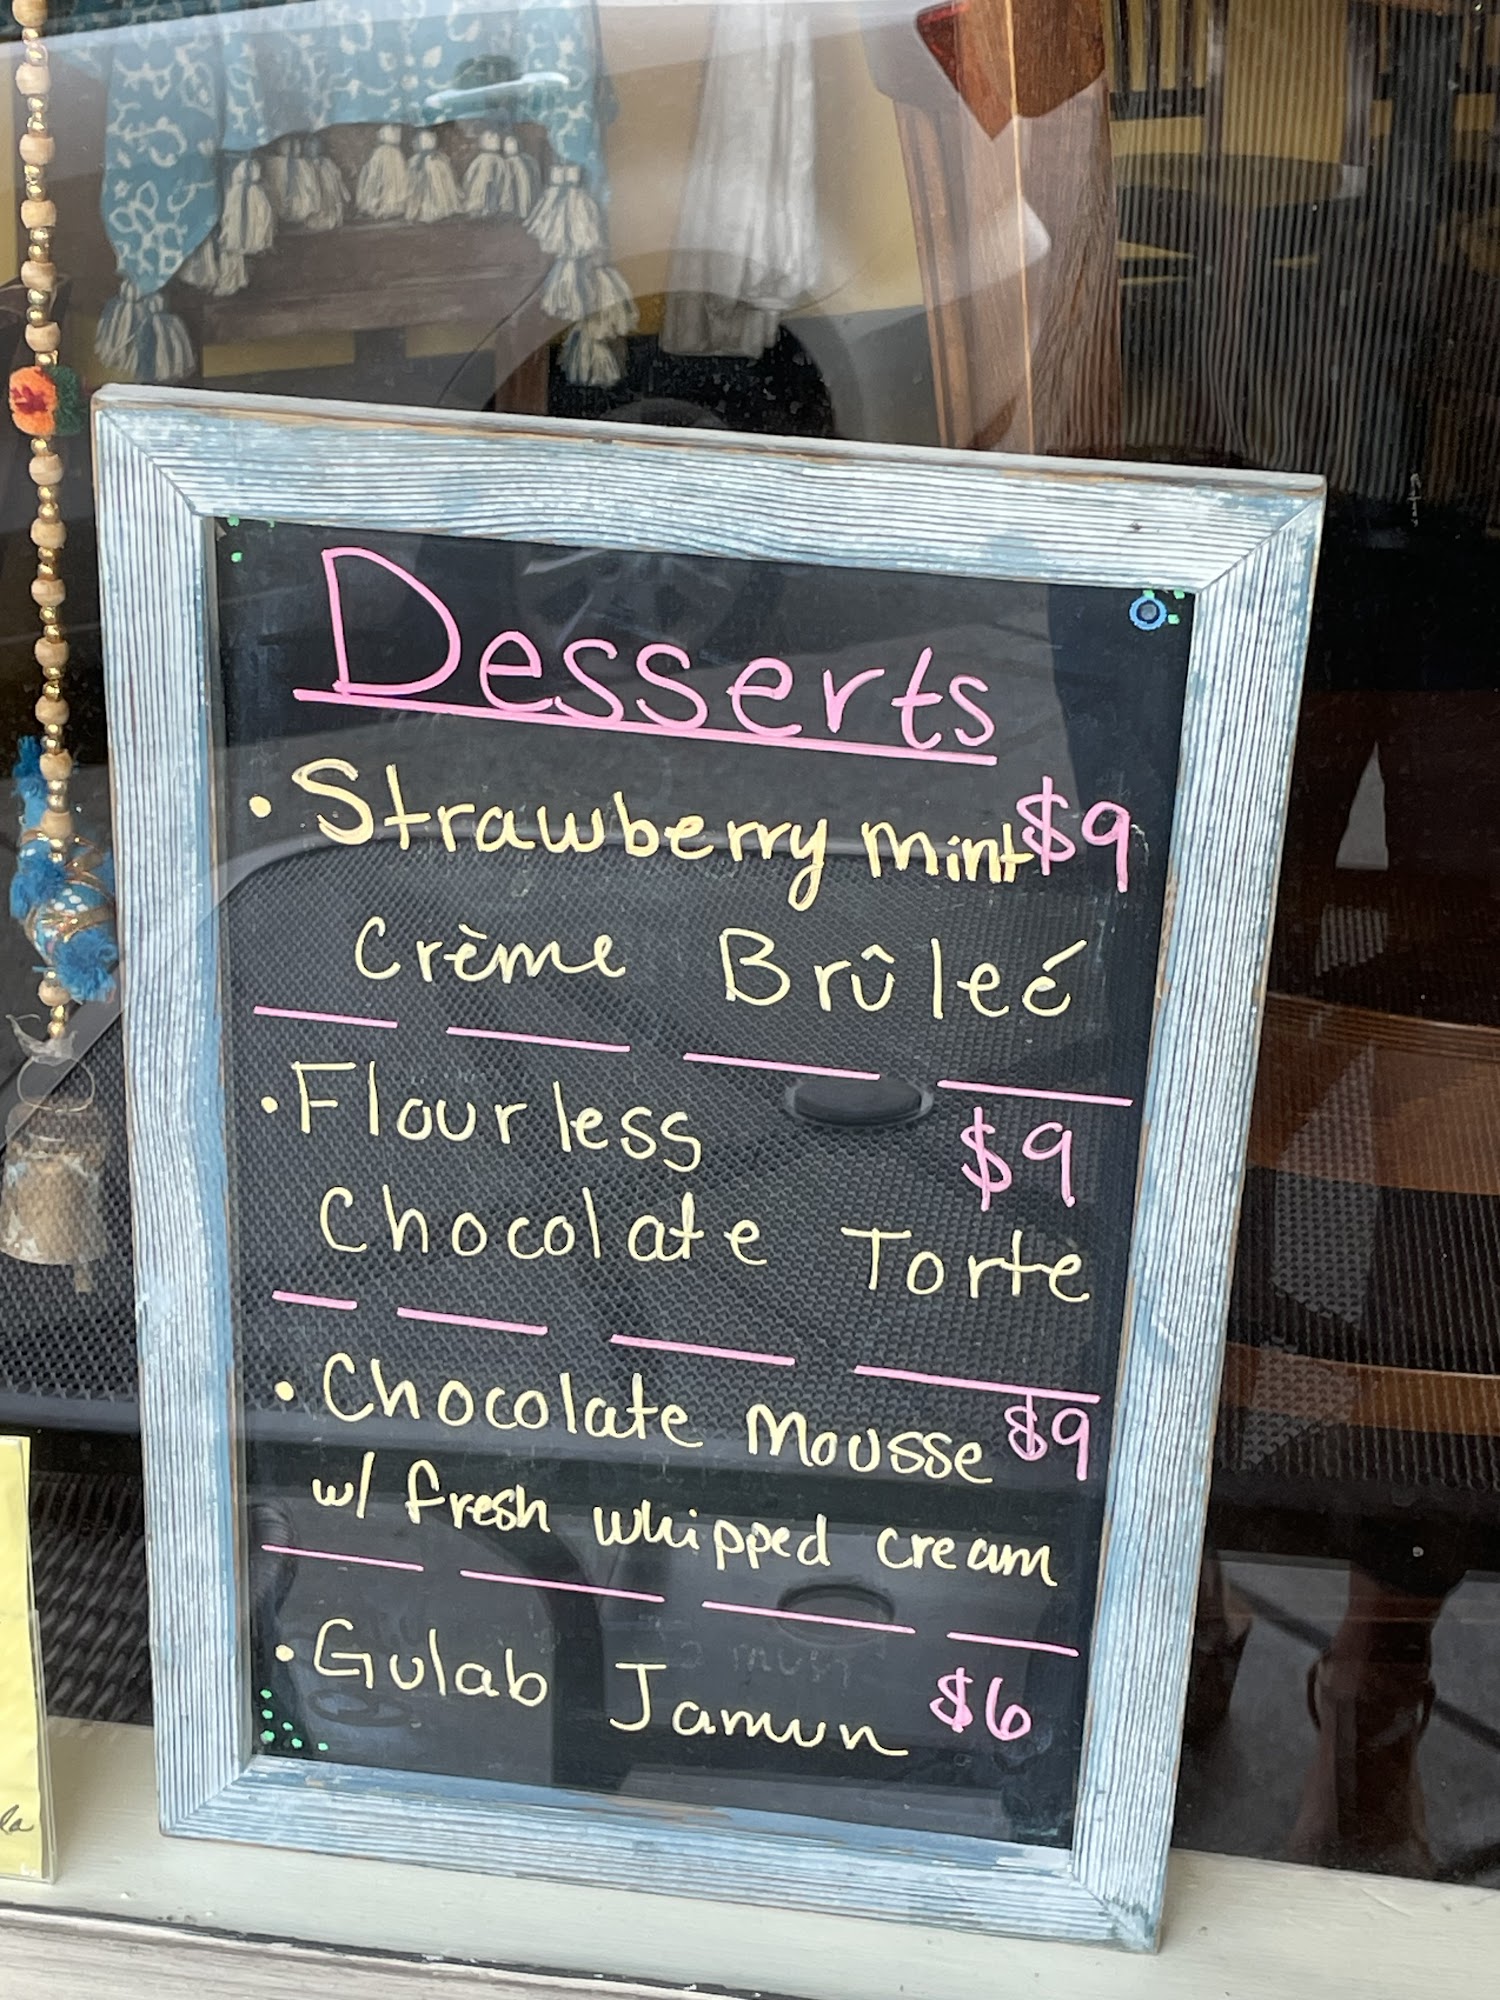 Desserts
• Strawberry mint $9
Crème Brûleé
• Flourless $9
Chocolate Torte
• Chocolate Mousse $9
w/ fresh whipped cream
• Gulab Jamun $6